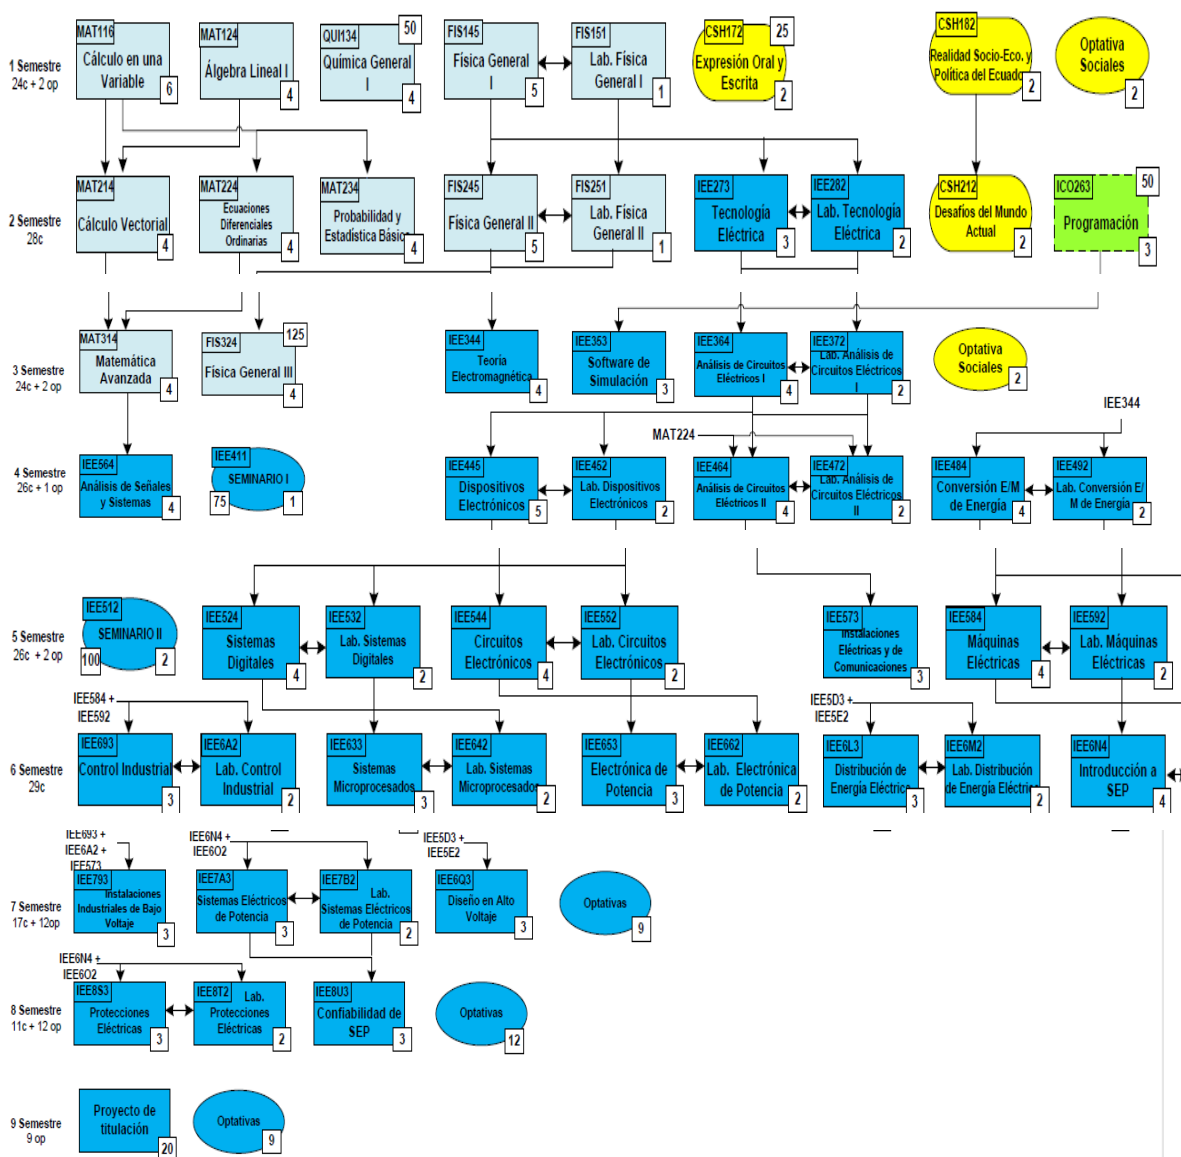 MAT116
MAT124
QUI134
50
FIS145
FIS151
CSH172
25
CSH182
1 Semestre
24c + 2 op
Cálculo en una
Variable
6
Álgebra Lineal I
4
Química General
I
4
Física General
I
5
Lab. Física
General I
1
Expresión Oral y
Escrita
2
Realidad Socio-Eco. y
Política del Ecuador
2
Optativa
Sociales
2
MAT214
MAT224
MAT234
FIS245
FIS251
IEE273
IEE282
CSH212
ICO263
50
2 Semestre
28c
Cálculo Vectorial
4
Ecuaciones
Diferenciales
Ordinarias
4
Probabilidad y
Estadística Básica
4
Física General II
5
Lab. Física
General II
1
Tecnología
Eléctrica
3
Lab. Tecnología
Eléctrica
2
Desafíos del Mundo
Actual
2
Programación
3
MAT314
FIS324
125
IEE344
IEE353
IEE364
IEE372
3 Semestre
24c + 2 op
Matemática
Avanzada
4
Física General III
4
Teoría
Electromagnética
4
Software de
Simulación
3
Análisis de Circuitos
Eléctricos I
4
Lab. Análisis de
Circuitos Eléctricos
I
2
Optativa
Sociales
2
MAT224
IEE344
IEE564
IEE411
IEE445
IEE452
IEE464
IEE472
IEE484
IEE492
4 Semestre
26c + 1 op
Análisis de Señales
y Sistemas
4
SEMINARIO I
75
1
Dispositivos
Electrónicos
5
Lab. Dispositivos
Electrónicos
2
Análisis de Circuitos
Eléctricos II
4
Lab. Análisis de
Circuitos Eléctricos
II
2
Conversión E/M
de Energía
4
Lab. Conversión E/
M de Energía
2
IEE512
IEE524
IEE532
IEE544
IEE552
IEE573
IEE584
IEE592
5 Semestre
26c + 2 op
SEMINARIO II
100
2
Sistemas
Digitales
4
Lab. Sistemas
Digitales
2
Circuitos
Electrónicos
4
Lab. Circuitos
Electrónicos
2
Instalaciones
Eléctricas y de
Comunicaciones
3
Máquinas
Eléctricas
4
Lab. Máquinas
Eléctricas
2
IEE584 +
IEE592
IEE5D3 +
IEE5E2
IEE693
IEE6A2
IEE633
IEE642
IEE653
IEE662
IEE6L3
IEE6M2
IEE6N4
6 Semestre
29c
Control Industrial
3
Lab. Control
Industrial
2
Sistemas
Microprocesados
3
Lab. Sistemas
Microprocesados
2
Electrónica de
Potencia
3
Lab. Electrónica
de Potencia
2
Distribución de
Energía Eléctrica
3
Lab. Distribución
de Energía Eléctrica
2
Introducción a
SEP
4
IEE693 +
IEE6A2 +
IEE573
IEE6N4 +
IEE6O2
IEE5D3 +
IEE5E2
IEE793
IEE7A3
IEE7B2
IEE6Q3
7 Semestre
17c + 12op
Instalaciones
Industriales de Bajo
Voltaje
3
Sistemas Eléctricos
de Potencia
3
Lab.
Sistemas Eléctricos
de Potencia
2
Diseño en Alto
Voltaje
3
Optativas
9
IEE6N4 +
IEE6O2
IEE8S3
IEE8T2
IEE8U3
8 Semestre
11c + 12 op
Protecciones
Eléctricas
3
Lab.
Protecciones
Eléctricas
2
Confiabilidad de
SEP
3
Optativas
12
9 Semestre
9 op
Proyecto de
titulación
20
Optativas
9